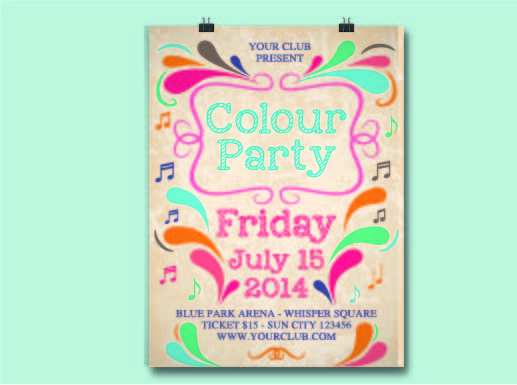 YOUR CLUB
PRESENT
Colour
Party
Friday
July 15
2014
BLUE PARK ARENA - WHISPER SQUARE
TICKET $15 - SUN CITY 123456
WWW.YOURCLUB.COM